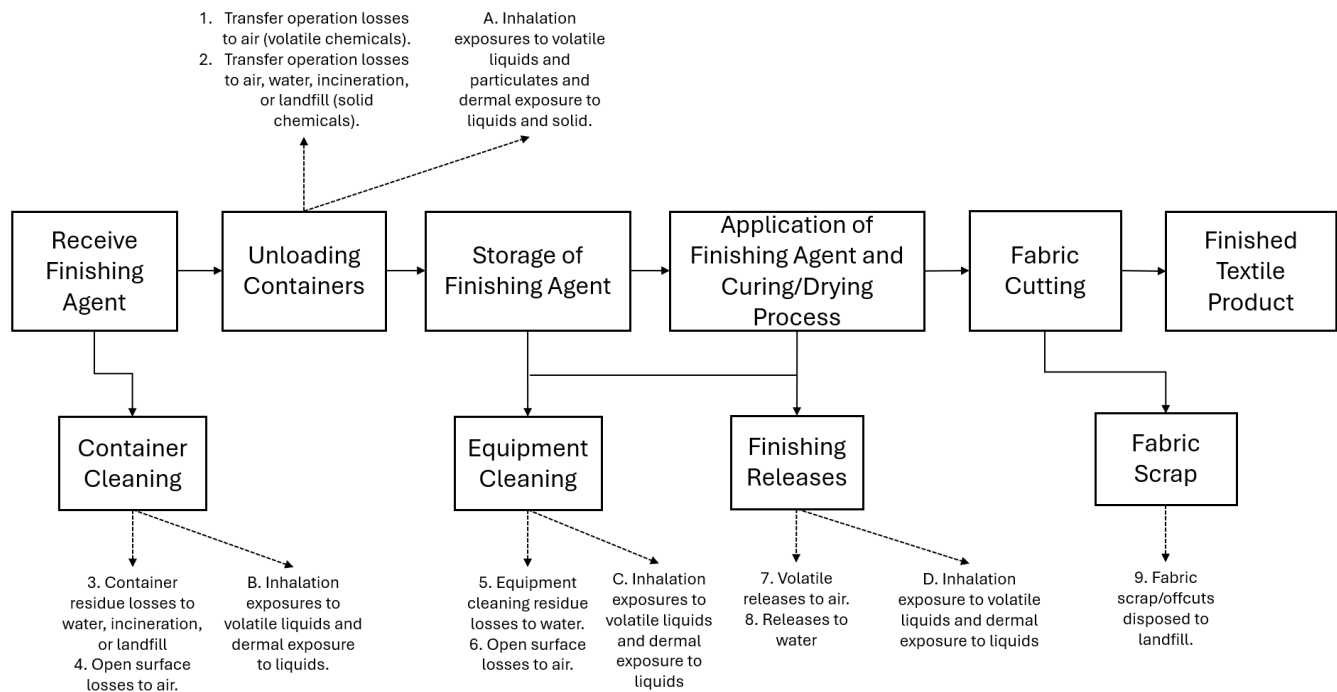 1. Transfer operation losses
to air (volatile chemicals).
2. Transfer operation losses
to air, water, incineration,
or landfill (solid
chemicals).
A. Inhalation
exposures to volatile
liquids and
particulates and
dermal exposure to
liquids and solid.
Receive
Finishing
Agent
Unloading
Containers
Storage of
Finishing Agent
Application of
Finishing Agent and
Curing/Drying
Process
Fabric
Cutting
Finished
Textile
Product
Container
Cleaning
Equipment
Cleaning
Finishing
Releases
Fabric
Scrap
3. Container
residue losses to
water, incineration,
or landfill
4. Open surface
losses to air.
B. Inhalation
exposures to
volatile liquids and
dermal exposure
to liquids.
5. Equipment
cleaning residue
losses to water.
6. Open surface
losses to air.
C. Inhalation
exposures to
volatile liquids
and dermal
exposure to
liquids
7. Volatile
releases to air.
8. Releases to
water
D. Inhalation
exposure to volatile
liquids and dermal
exposure to liquids
9. Fabric
scrap/offcuts
disposed to
landfill.